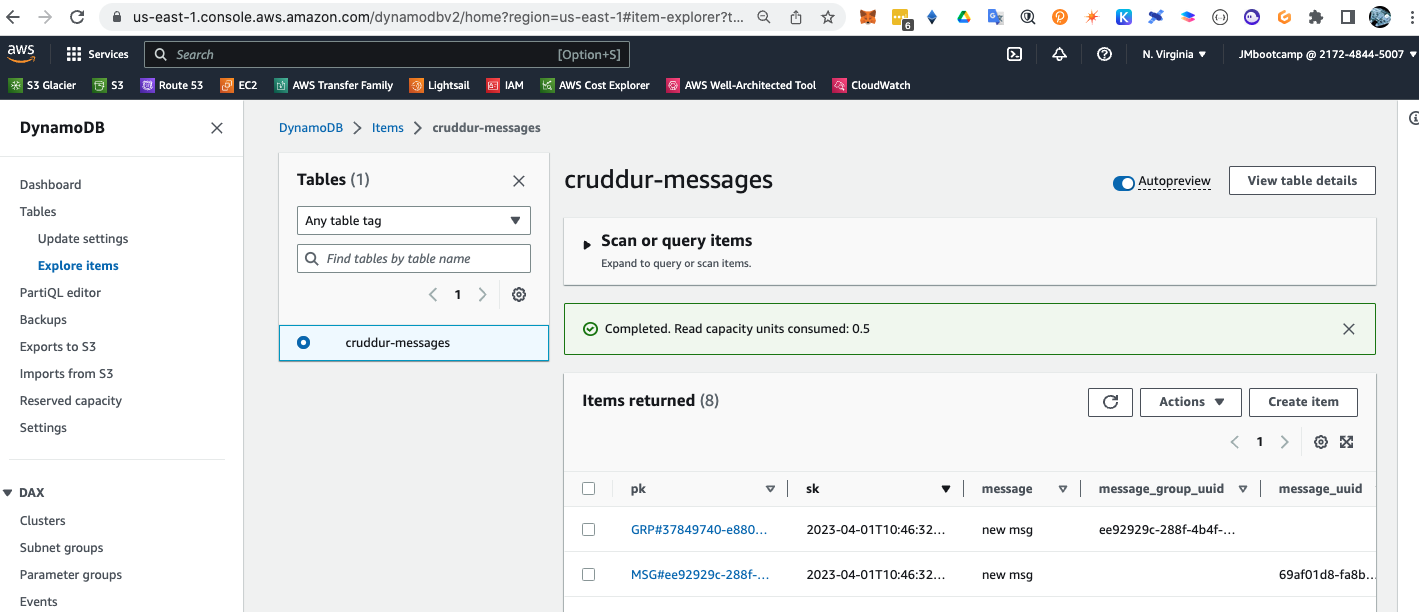 us-east-1.console.aws.amazon.com/dynamodbv2/home?region=us-east-1#item-explorer?t...
6
aws
Services
Search [Option+S]
N. Virginia
JMbootcamp @ 2172-4844-5007
S3 Glacier
S3
Route 53
EC2
AWS Transfer Family
Lightsail
IAM
AWS Cost Explorer
AWS Well-Architected Tool
CloudWatch
DynamoDB
Dashboard
Tables
Update settings
Explore items
PartiQL editor
Backups
Exports to S3
Imports from S3
Reserved capacity
Settings
DAX
Clusters
Subnet groups
Parameter groups
Events
DynamoDB > Items > cruddur-messages
Tables (1)
Any table tag
Find tables by table name
1
cruddur-messages
cruddur-messages
Autopreview
View table details
Scan or query items
Expand to query or scan items.
Completed. Read capacity units consumed: 0.5
Items returned (8)
Actions
Create item
1
pk sk message message_group_uuid message_uuid
GRP#37849740-e880... 2023-04-01T10:46:32... new msg ee92929c-288f-4b4f-...
MSG#ee92929c-288f-... 2023-04-01T10:46:32... new msg 69af01d8-fa8b...